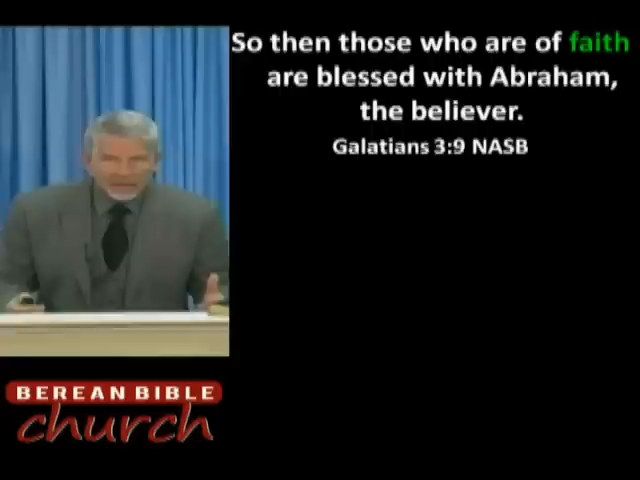 So then those who are of faith
are blessed with Abraham,
the believer.
Galatians 3:9 NASB
BEREAN BIBLE
church